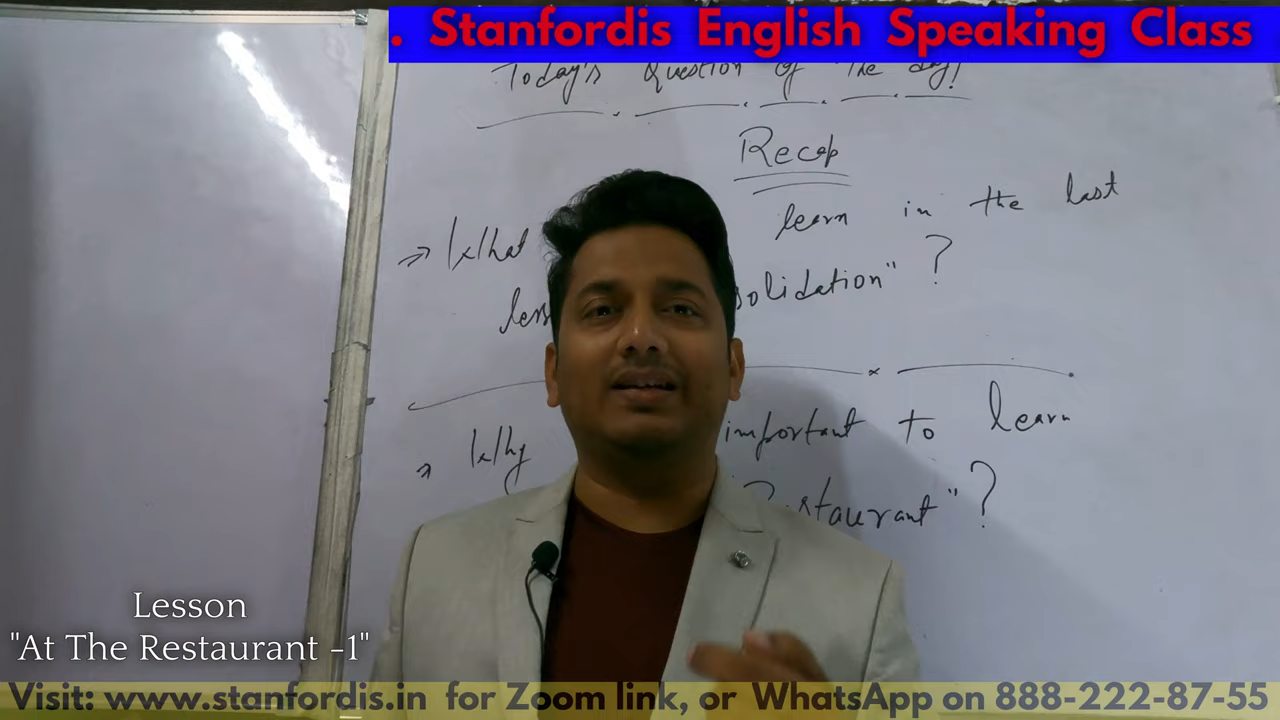 . Stanfordis English Speaking Class
Today's Question of The day!
Recap
→ What learn in the last
solidation" ?
→ Why important to learn
Restaurant" ?
Lesson
"At The Restaurant -1"
Visit: www.stanfordis.in for Zoom link, or WhatsApp on 888-222-87-55